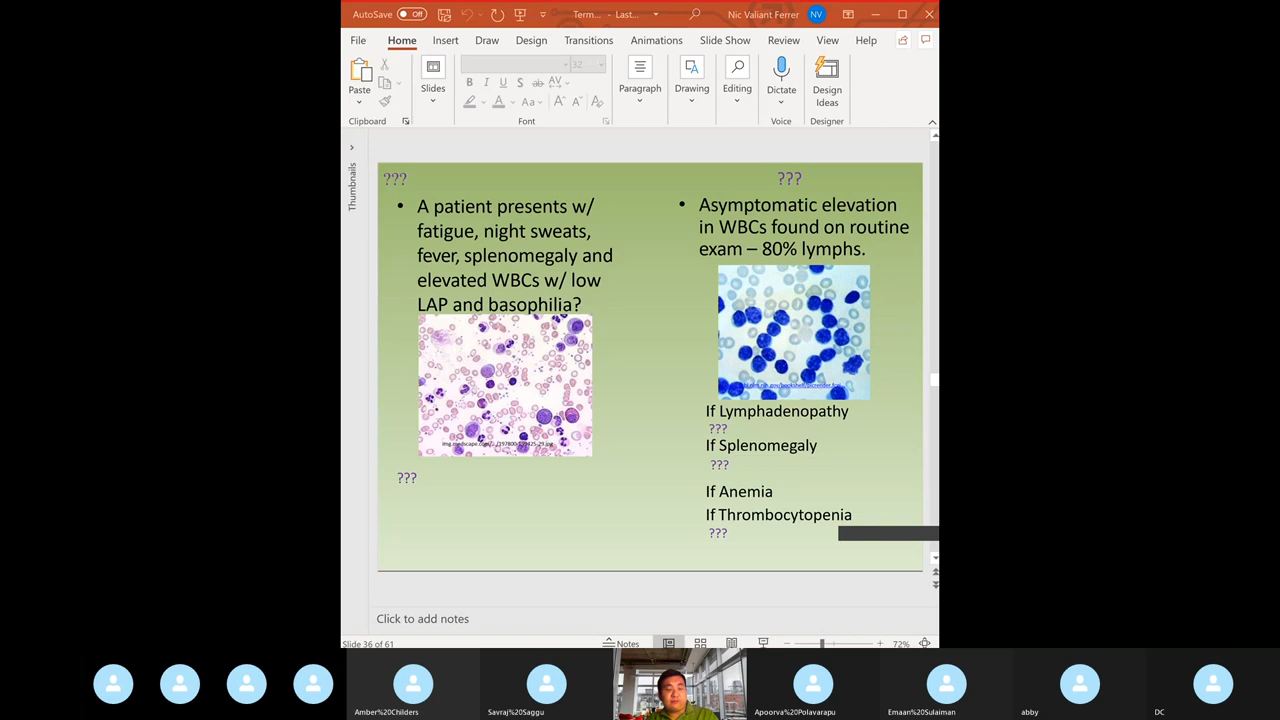 AutoSave Off Term... - Last... Nic Valiant Ferrer NV
File Home Insert Draw Design Transitions Animations Slide Show Review View Help
32
Paste Slides B I U S ab AV Aa A A Paragraph Drawing Editing Dictate Design
Ideas
Clipboard Font Voice Designer
Thumbnails
???
• A patient presents w/
fatigue, night sweats,
fever, splenomegaly and
elevated WBCs w/ low
LAP and basophilia?
???
???
• Asymptomatic elevation
in WBCs found on routine
exam – 80% lymphs.
If Lymphadenopathy
???
If Splenomegaly
???
If Anemia
If Thrombocytopenia
???
Click to add notes
Slide 36 of 61 Notes 72%
Amber%20Childers Savraj%20Saggu Apoorva%20Polavarapu Emaan%20Sulaiman abby DC